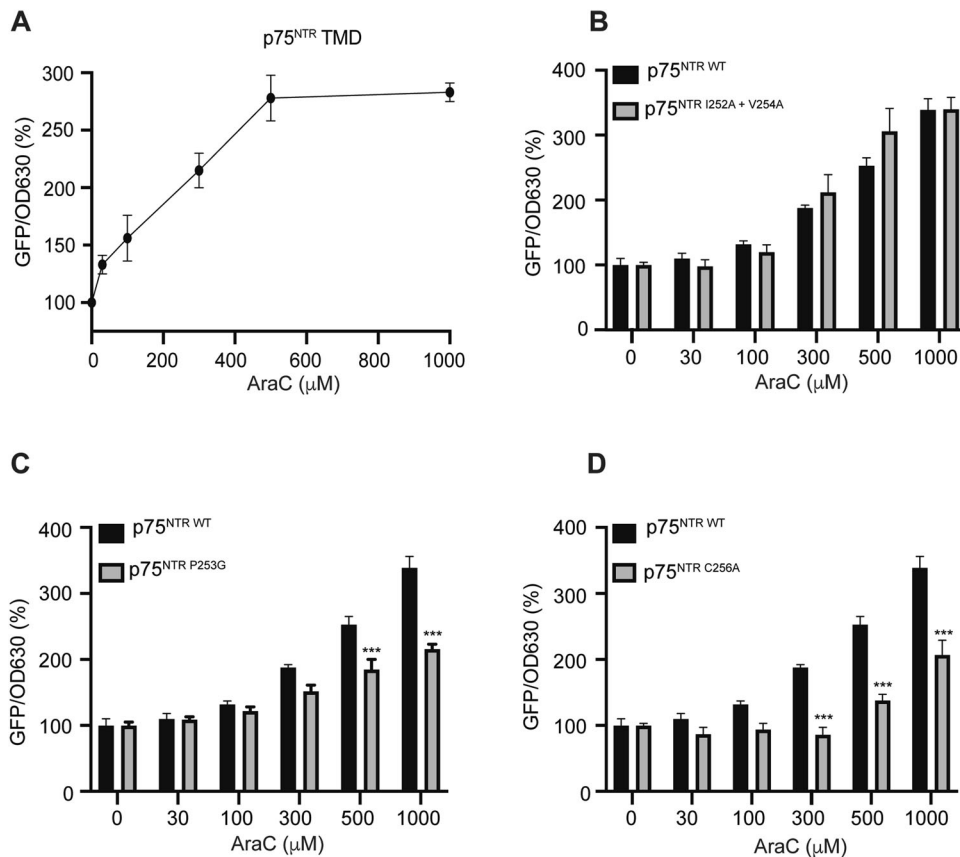 A
p75NTR TMD
GFP/OD630 (%)
300
250
200
150
100
0 200 400 600 800 1000
AraC (μM)
B
p75NTR WT
p75NTR I252A + V254A
GFP/OD630 (%)
400
300
200
100
0
0 30 100 300 500 1000
AraC (μM)
C
p75NTR WT
p75NTR P253G
GFP/OD630 (%)
400
300
200
100
0
*** ***
0 30 100 300 500 1000
AraC (μM)
D
p75NTR WT
p75NTR C256A
GFP/OD630 (%)
400
300
200
100
0
*** *** ***
0 30 100 300 500 1000
AraC (μM)